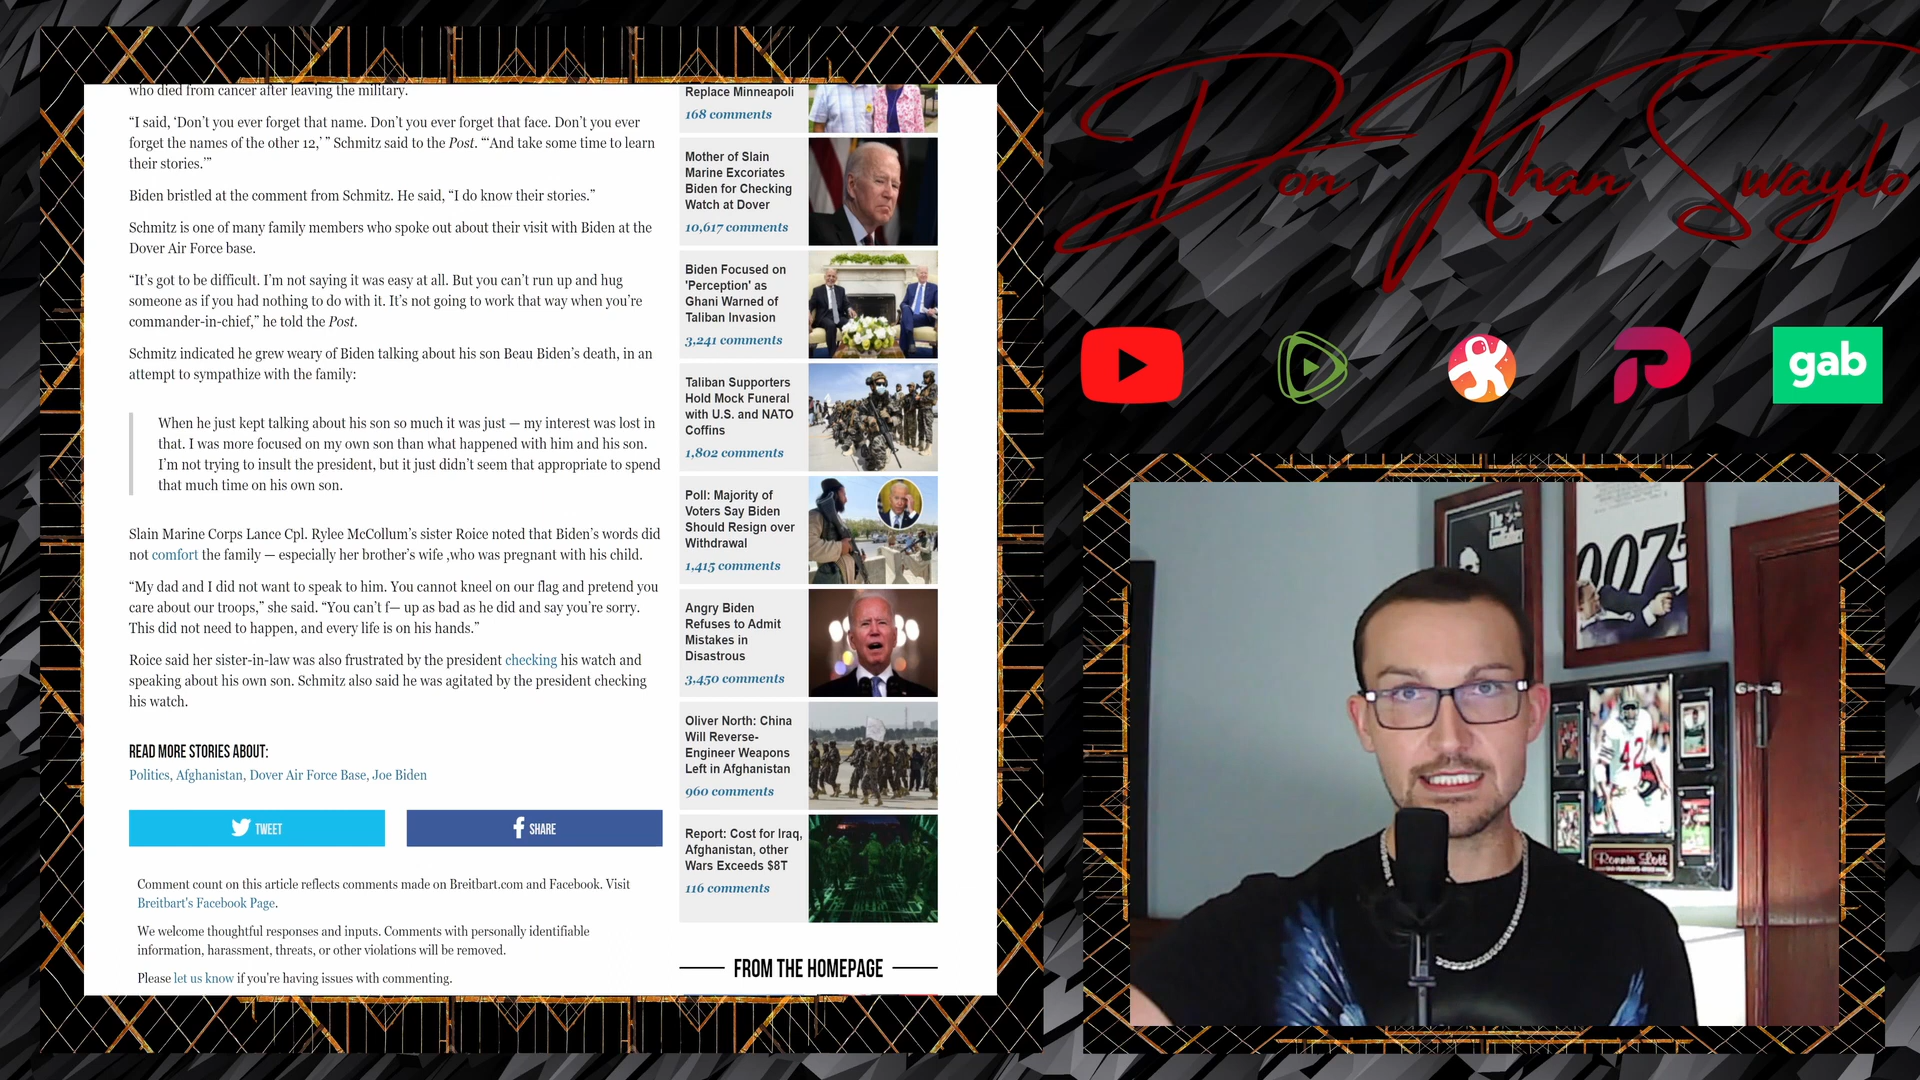 who died from cancer after leaving the military.
“I said, ‘Don’t you ever forget that name. Don’t you ever forget that face. Don’t you ever
forget the names of the other 12,’ ” Schmitz said to the Post. “‘And take some time to learn
their stories.’”
Biden bristled at the comment from Schmitz. He said, “I do know their stories.”
Schmitz is one of many family members who spoke out about their visit with Biden at the
Dover Air Force base.
“It’s got to be difficult. I’m not saying it was easy at all. But you can’t run up and hug
someone as if you had nothing to do with it. It’s not going to work that way when you’re
commander-in-chief,” he told the Post.
Schmitz indicated he grew weary of Biden talking about his son Beau Biden’s death, in an
attempt to sympathize with the family:
When he just kept talking about his son so much it was just — my interest was lost in
that. I was more focused on my own son than what happened with him and his son.
I’m not trying to insult the president, but it just didn’t seem that appropriate to spend
that much time on his own son.
Slain Marine Corps Lance Cpl. Rylee McCollum’s sister Roice noted that Biden’s words did
not comfort the family — especially her brother’s wife ,who was pregnant with his child.
“My dad and I did not want to speak to him. You cannot kneel on our flag and pretend you
care about our troops,” she said. “You can’t f— up as bad as he did and say you’re sorry.
This did not need to happen, and every life is on his hands.”
Roice said her sister-in-law was also frustrated by the president checking his watch and
speaking about his own son. Schmitz also said he was agitated by the president checking
his watch.
READ MORE STORIES ABOUT:
Politics, Afghanistan, Dover Air Force Base, Joe Biden
TWEET
SHARE
Comment count on this article reflects comments made on Breitbart.com and Facebook. Visit
Breitbart's Facebook Page.
We welcome thoughtful responses and inputs. Comments with personally identifiable
information, harassment, threats, or other violations will be removed.
Please let us know if you're having issues with commenting.
Replace Minneapoli
168 comments
Mother of Slain
Marine Excoriates
Biden for Checking
Watch at Dover
10,617 comments
Biden Focused on
'Perception' as
Ghani Warned of
Taliban Invasion
3,241 comments
Taliban Supporters
Hold Mock Funeral
with U.S. and NATO
Coffins
1,802 comments
Poll: Majority of
Voters Say Biden
Should Resign over
Withdrawal
1,415 comments
Angry Biden
Refuses to Admit
Mistakes in
Disastrous
3,450 comments
Oliver North: China
Will Reverse-
Engineer Weapons
Left in Afghanistan
960 comments
Report: Cost for Iraq,
Afghanistan, other
Wars Exceeds $8T
116 comments
FROM THE HOMEPAGE
Don Khan Swaylo
gab
007
42
Ronnie Lott